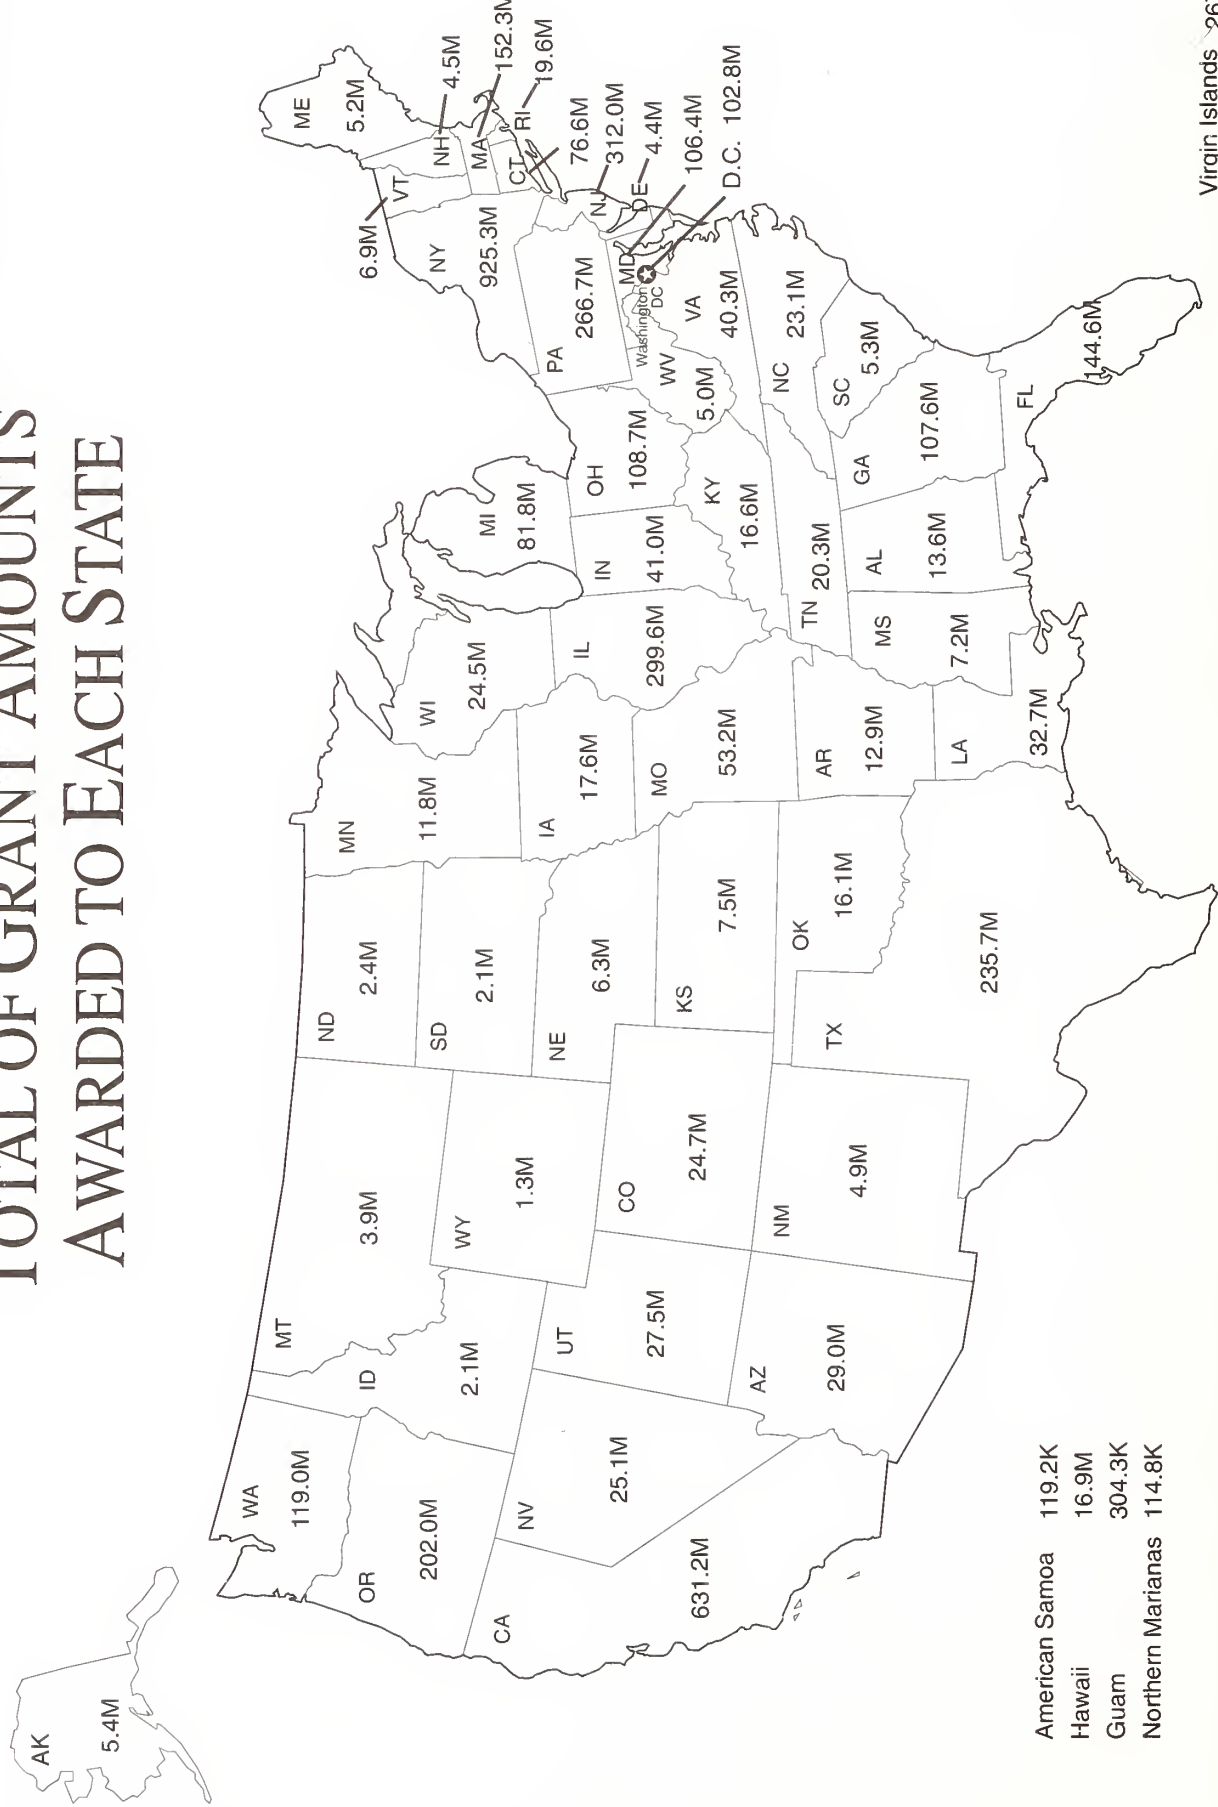 TOTAL OF GRANT AMOUNTS
AWARDED TO EACH STATE
AK
5.4M
WA
119.0M
OR
202.0M
CA
631.2M
NV
25.1M
ID
2.1M
MT
3.9M
WY
1.3M
UT
27.5M
AZ
29.0M
CO
24.7M
NM
4.9M
ND
2.4M
SD
2.1M
NE
6.3M
KS
7.5M
OK
16.1M
TX
235.7M
MN
11.8M
IA
17.6M
MO
53.2M
AR
12.9M
LA
32.7M
WI
24.5M
IL
299.6M
MI
81.8M
IN
41.0M
OH
108.7M
KY
16.6M
TN
20.3M
MS
7.2M
AL
13.6M
GA
107.6M
FL
144.6M
SC
5.3M
NC
23.1M
VA
40.3M
WV
5.0M
Washington
DC
PA
266.7M
NY
925.3M
VT
6.9M
ME
5.2M
NH
4.5M
MA
152.3M
RI
19.6M
CT
76.6M
NJ
312.0M
DE
4.4M
MD
106.4M
D.C. 102.8M
American Samoa 119.2K
Hawaii 16.9M
Guam 304.3K
Northern Marianas 114.8K
Virgin Islands